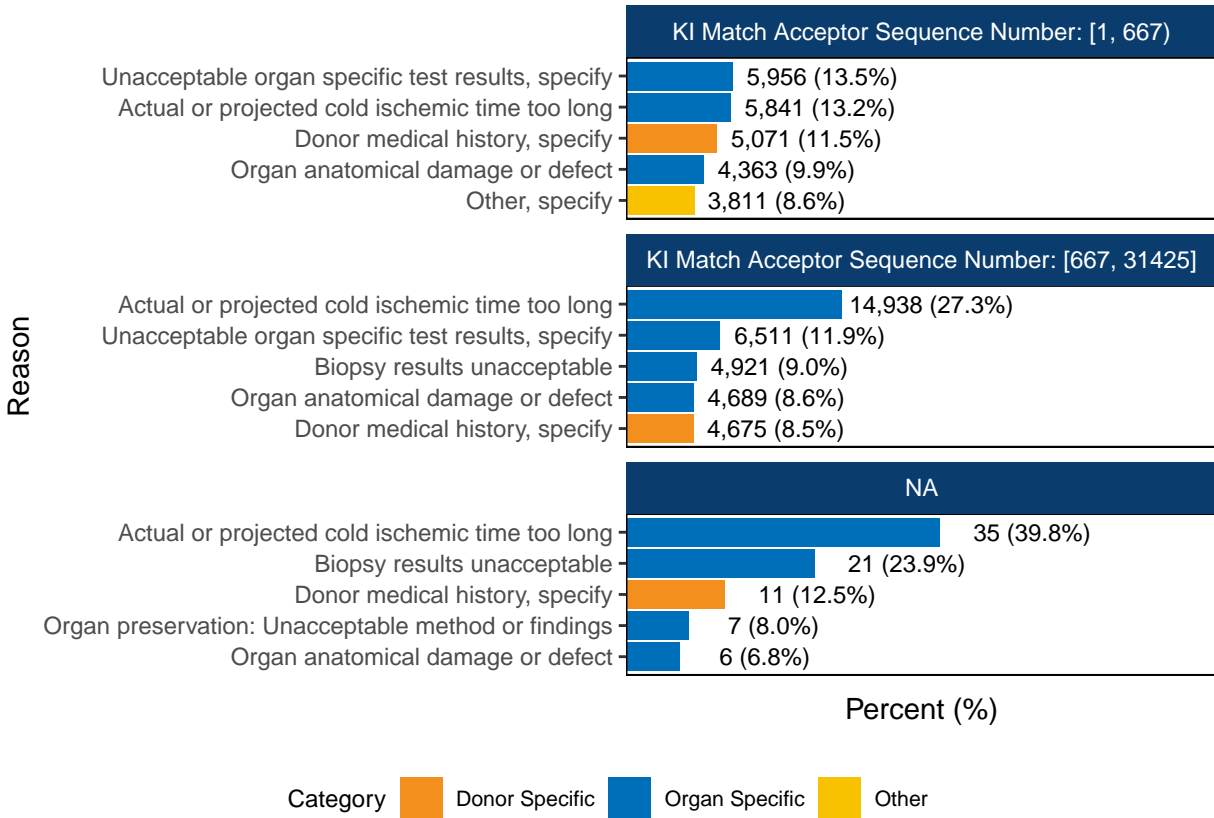 KI Match Acceptor Sequence Number: [1, 667)
Unacceptable organ specific test results, specify 5,956 (13.5%)
Actual or projected cold ischemic time too long 5,841 (13.2%)
Donor medical history, specify 5,071 (11.5%)
Organ anatomical damage or defect 4,363 (9.9%)
Other, specify 3,811 (8.6%)
KI Match Acceptor Sequence Number: [667, 31425]
Actual or projected cold ischemic time too long 14,938 (27.3%)
Unacceptable organ specific test results, specify 6,511 (11.9%)
Biopsy results unacceptable 4,921 (9.0%)
Organ anatomical damage or defect 4,689 (8.6%)
Donor medical history, specify 4,675 (8.5%)
Reason
NA
Actual or projected cold ischemic time too long 35 (39.8%)
Biopsy results unacceptable 21 (23.9%)
Donor medical history, specify 11 (12.5%)
Organ preservation: Unacceptable method or findings 7 (8.0%)
Organ anatomical damage or defect 6 (6.8%)
Percent (%)
Category Donor Specific Organ Specific Other